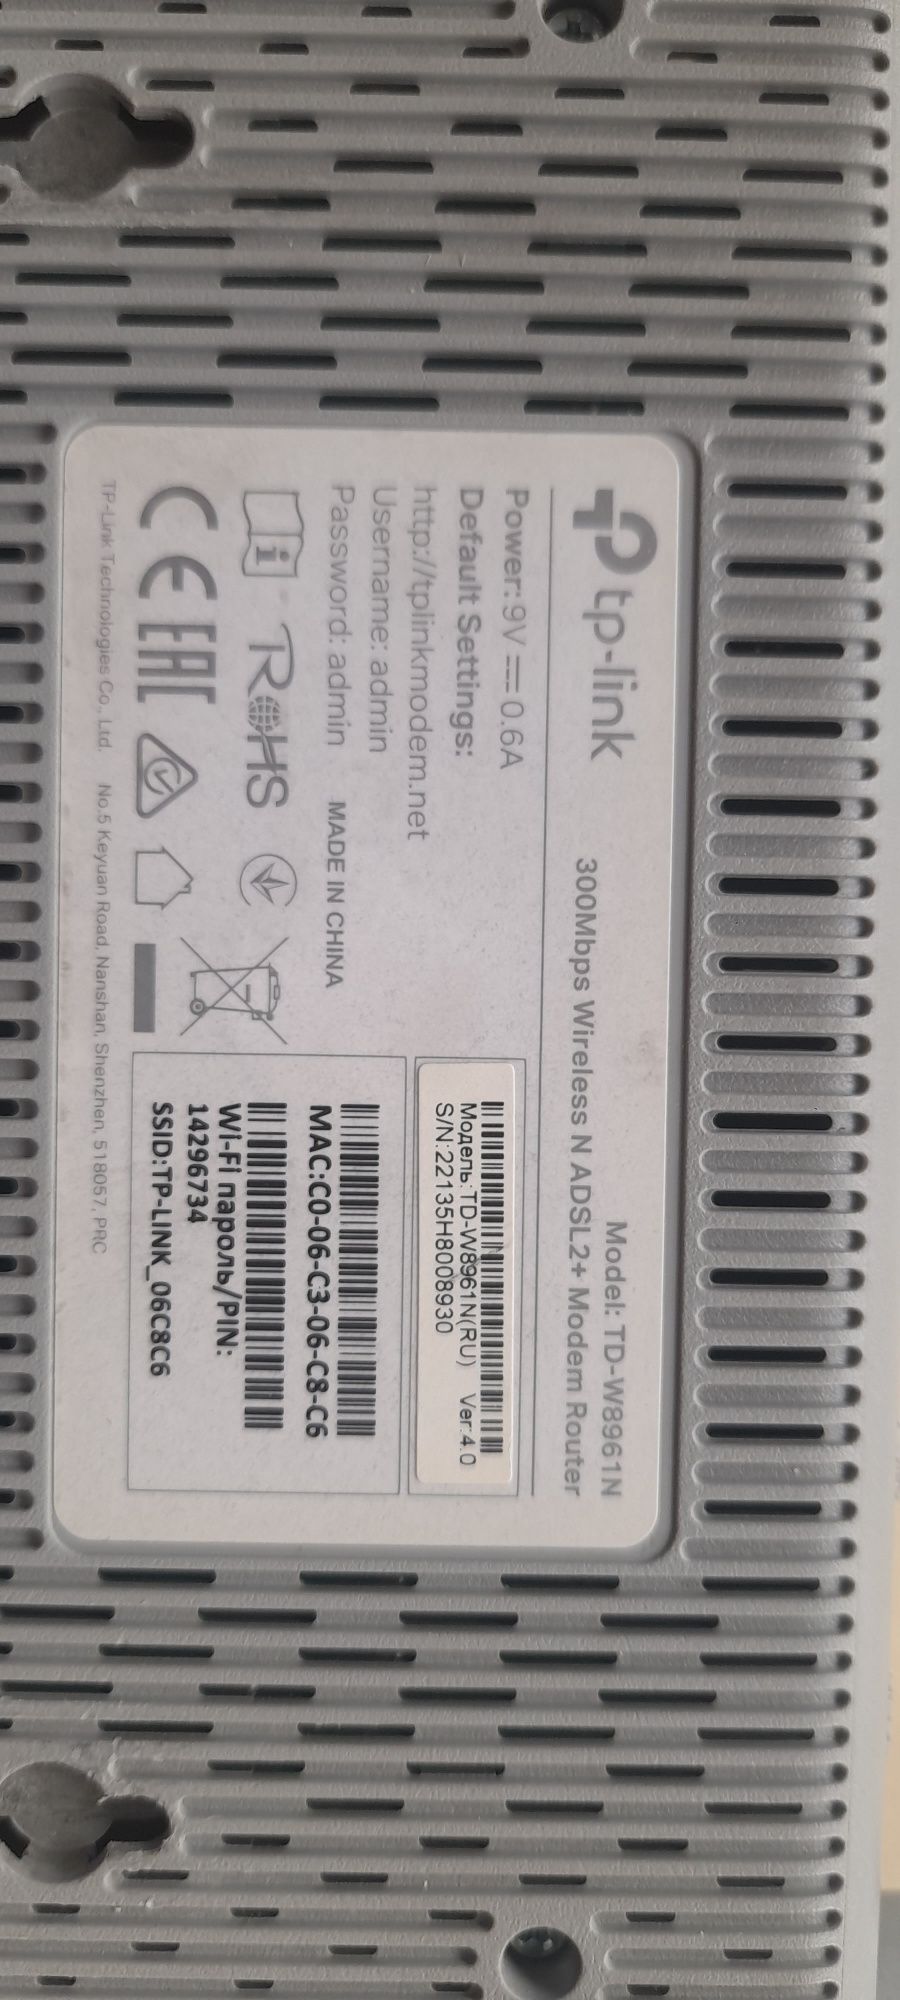 tp-link
Model: TD-W8961N
300Mbps Wireless N ADSL2+ Modem Router
Power: 9V⎓0.6A
Default Settings:
http://tplinkmodem.net
Username: admin
Password: admin
MADE IN CHINA
i
RoHS
CE EAC
Модель:TD-W8961N(RU) Ver:4.0
S/N:22135H8008930
MAC:C0-06-C3-06-C8-C6
Wi-Fi пароль/PIN:
14296734
SSID:TP-LINK_06C8C6
TP-Link Technologies Co., Ltd. No.5 Keyuan Road, Nanshan, Shenzhen, 518057, PRC